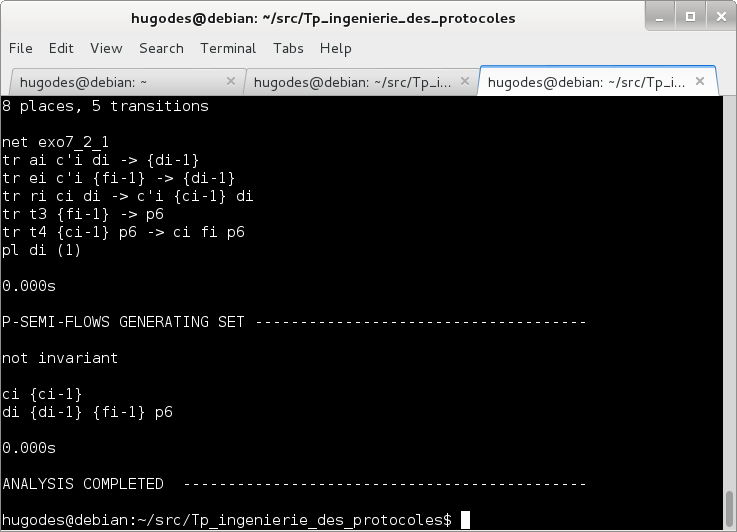 hugodes@debian: ~/src/Tp_ingenierie_des_protocoles
File Edit View Search Terminal Tabs Help
hugodes@debian: ~ × hugodes@debian: ~/src/Tp_i... × hugodes@debian: ~/src/Tp_i... ×
8 places, 5 transitions
net exo7_2_1
tr ai c'i di -> {di-1}
tr ei c'i {fi-1} -> {di-1}
tr ri ci di -> c'i {ci-1} di
tr t3 {fi-1} -> p6
tr t4 {ci-1} p6 -> ci fi p6
pl di (1)
0.000s
P-SEMI-FLOWS GENERATING SET -------------------------------------
not invariant
ci {ci-1}
di {di-1} {fi-1} p6
0.000s
ANALYSIS COMPLETED ---------------------------------------------
hugodes@debian:~/src/Tp_ingenierie_des_protocoles$